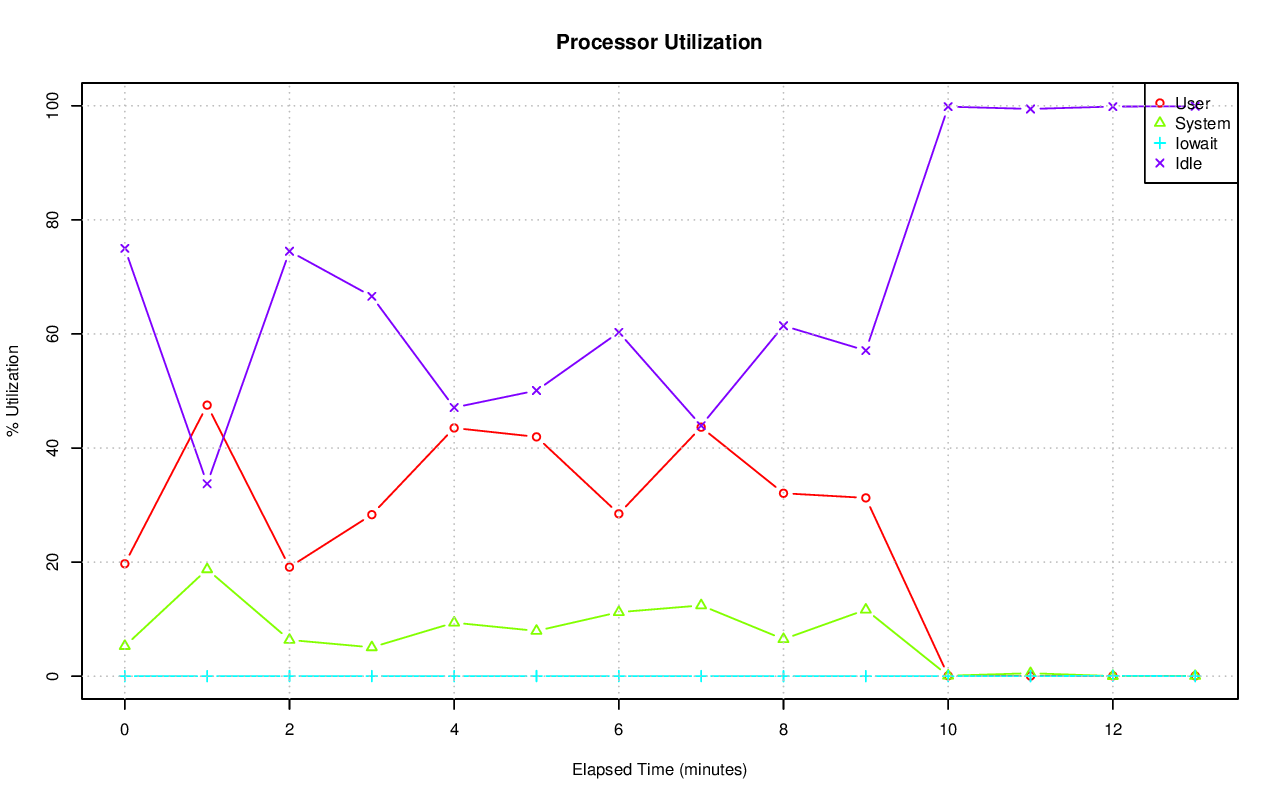 Processor Utilization
% Utilization
100
80
60
40
20
0
User
System
Iowait
Idle
0 2 4 6 8 10 12
Elapsed Time (minutes)